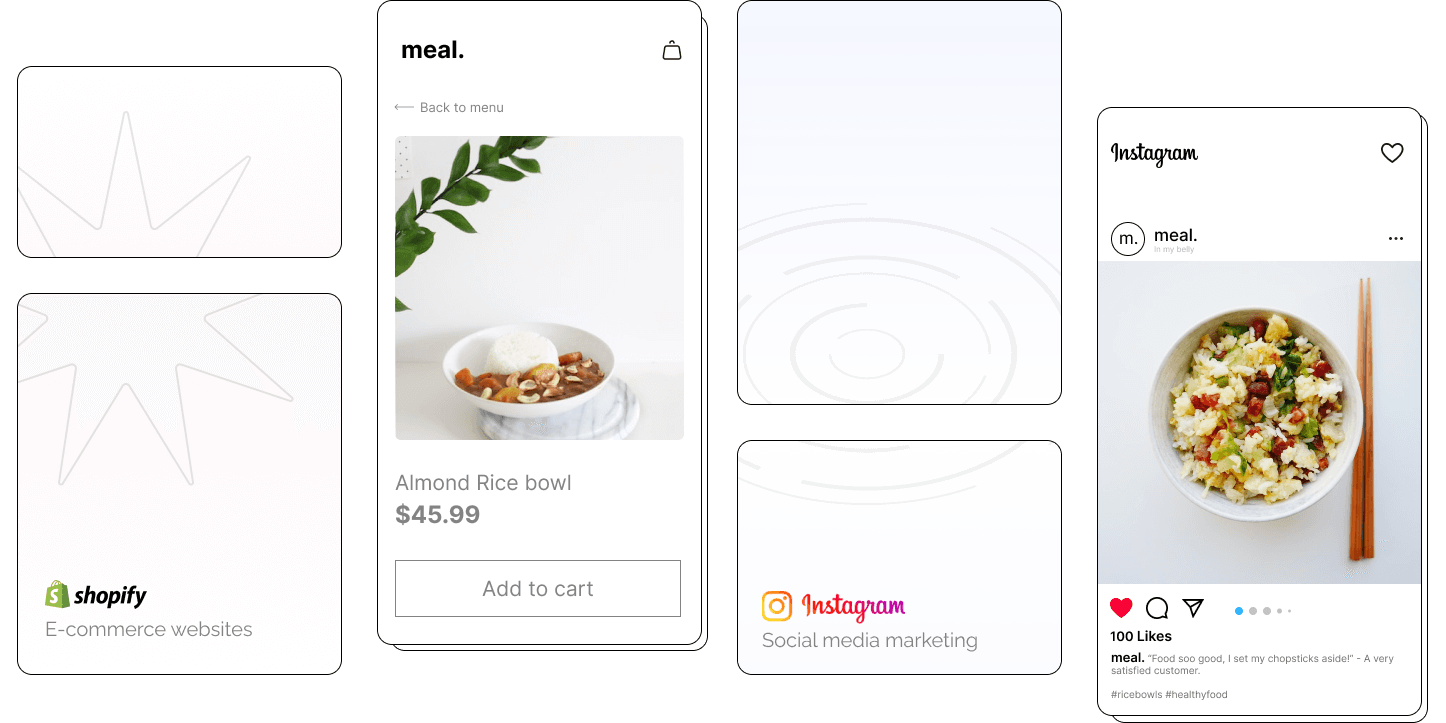 shopify
E-commerce websites
meal.
Back to menu
Almond Rice bowl
$45.99
Add to cart
Instagram
Social media marketing
Instagram
m.
meal.
In my belly
100 Likes
meal. “Food soo good, I set my chopsticks aside!” - A very
satisfied customer.
#ricebowls #healthyfood